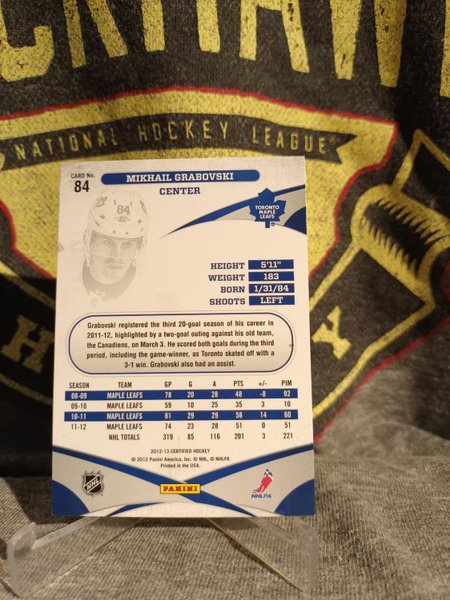 CKHAWK
NATIONAL HOCKEY LEAGUE
CARD No.
84
MIKHAIL GRABOVSKI
CENTER
TORONTO
MAPLE
LEAFS
84
HEIGHT 5'11"
WEIGHT 183
BORN 1/31/84
SHOOTS LEFT
Grabovski registered the third 20-goal season of his career in
2011-12, highlighted by a two-goal outing against his old team,
the Canadiens, on March 3. He scored both goals during the third
period, including the game-winner, as Toronto skated off with a
3-1 win. Grabovski also had an assist.
SEASON TEAM GP G A PTS +/- PIM
08-09 MAPLE LEAFS 78 20 28 48 -8 92
09-10 MAPLE LEAFS 59 10 25 35 3 10
10-11 MAPLE LEAFS 81 29 29 58 14 60
11-12 MAPLE LEAFS 74 23 28 51 0 51
NHL TOTALS 319 85 116 201 3 221
2012-13 CERTIFIED HOCKEY
© 2012 Panini America, Inc. © NHL, © NHLPA
Printed in the USA.
NHL
PANINI
NHLPA
H